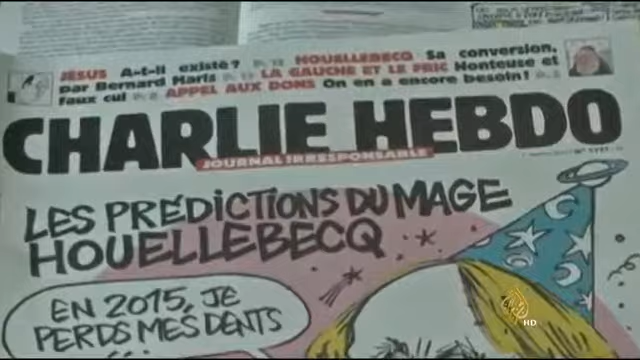 JÉSUS A-t-il existé? P. 12 HOUELLEBECQ Sa conversion,
par Bernard Maris LA GAUCHE ET LE FRIC Honteuse et
faux cul APPEL AUX DONS On en a encore besoin!
CHARLIE HEBDO
JOURNAL IRRESPONSABLE
LES PRÉDICTIONS DU MAGE
HOUELLEBECQ
EN 2015, JE
PERDS MES DENTS
HD